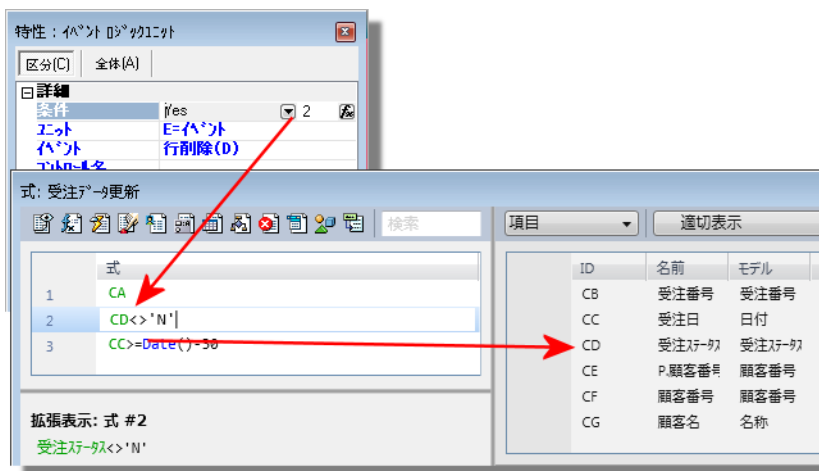 特性：ｲﾍﾞﾝﾄ ﾛｼﾞｯｸﾕﾆｯﾄ
区分(C) 全体(A)
詳細
条件 Yes 2
ﾕﾆｯﾄ E=ｲﾍﾞﾝﾄ
ｲﾍﾞﾝﾄ 行削除(D)
ｺﾝﾄﾛｰﾙ名
式: 受注ﾃﾞｰﾀ更新
検索 項目 適切表示
式
1 CA
2 CD<>'N'
3 CC>=Date()-30
ID 名前 モデル
CB 受注番号 受注番号
CC 受注日 日付
CD 受注ｽﾃｰﾀｽ 受注ｽﾃｰﾀｽ
CE P.顧客番号 顧客番号
CF 顧客番号 顧客番号
CG 顧客名 名称
拡張表示: 式 #2
受注ｽﾃｰﾀｽ<>'N'